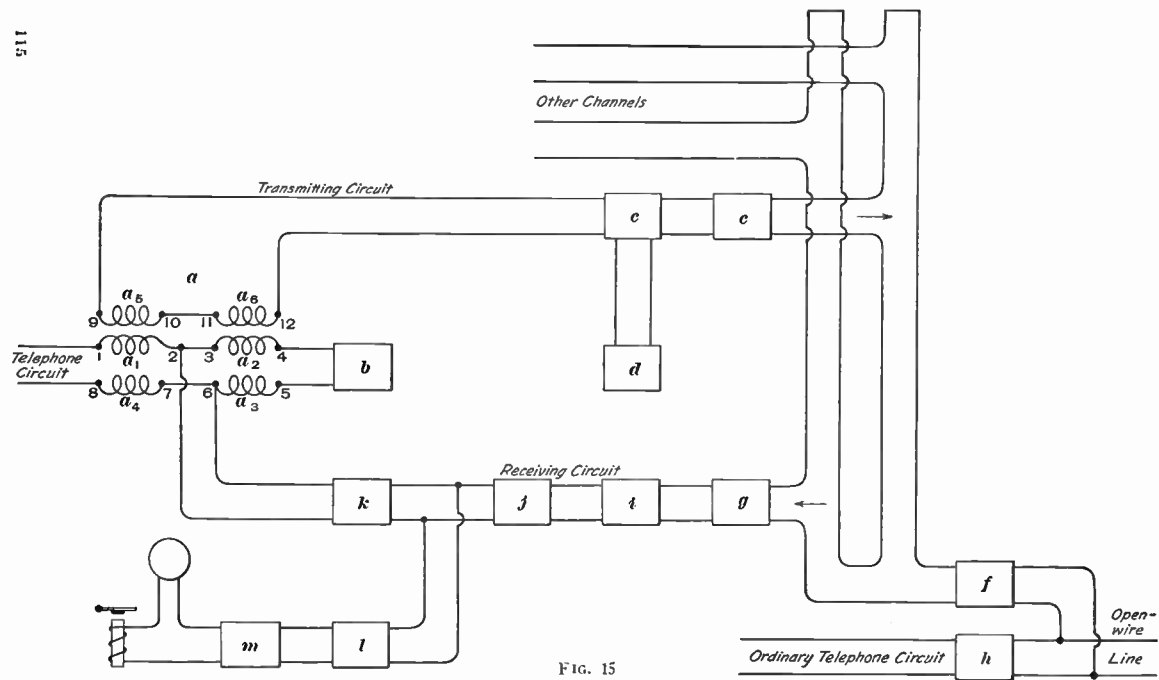 115
Other Channels
Transmitting Circuit
c
c
a
a5
a6
9
10
11
12
1
2
3
4
Telephone
Circuit
a1
a2
b
d
8
7
6
5
a4
a3
Receiving Circuit
k
j
i
g
f
Open-
wire
m
l
Ordinary Telephone Circuit
h
Line
FIG. 15